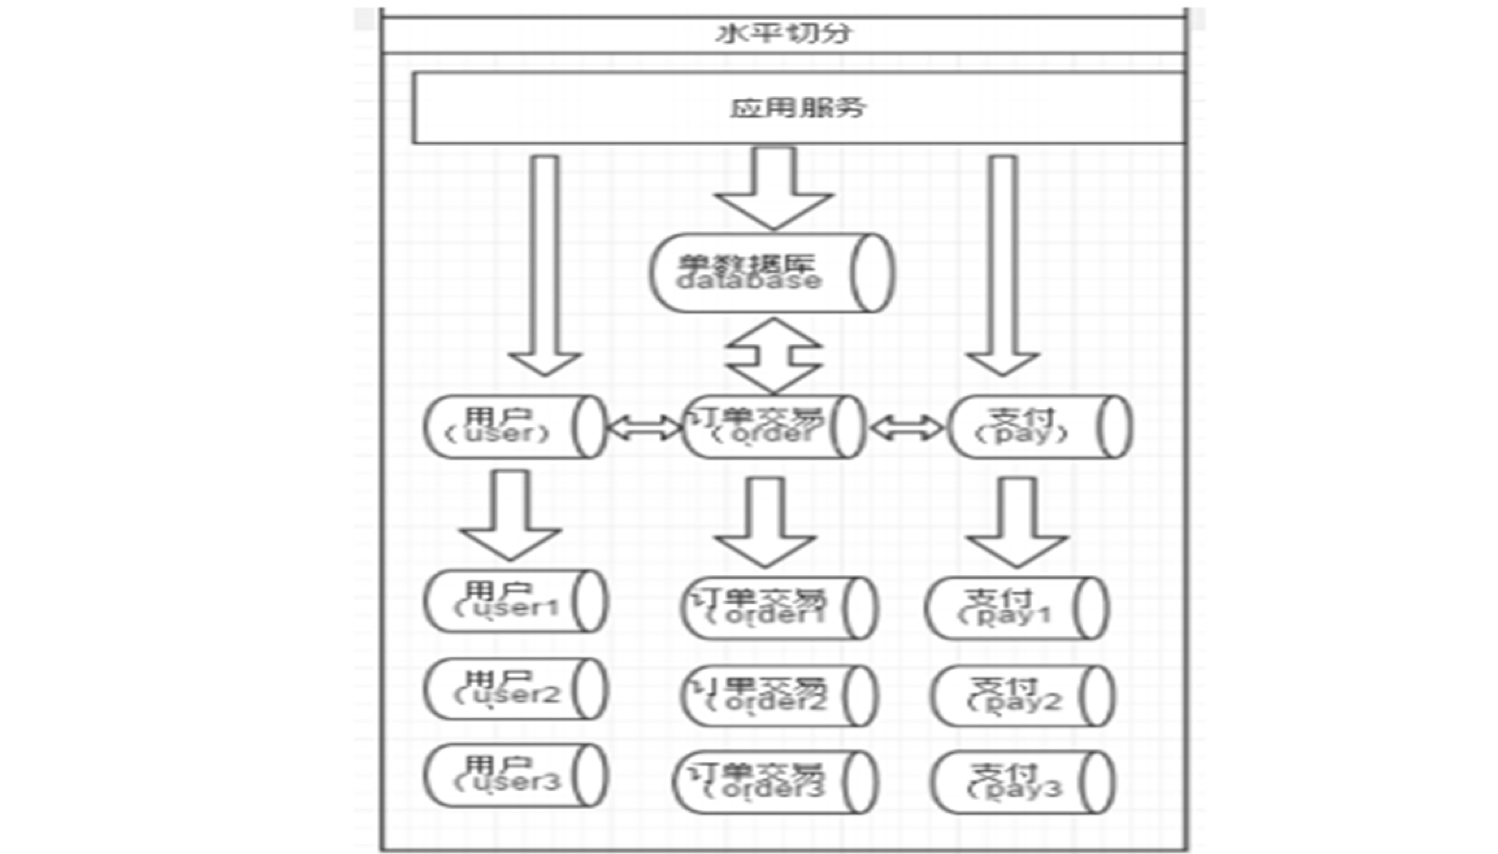 水平切分
应用服务
单数据库
database
用户
（user）
订单交易
（order
支付
（pay）
用户
（user1
订单交易
（order1
支付
（pay1
用户
（user2
订单交易
（order2
支付
（pay2
用户
（user3
订单交易
（order3
支付
（pay3